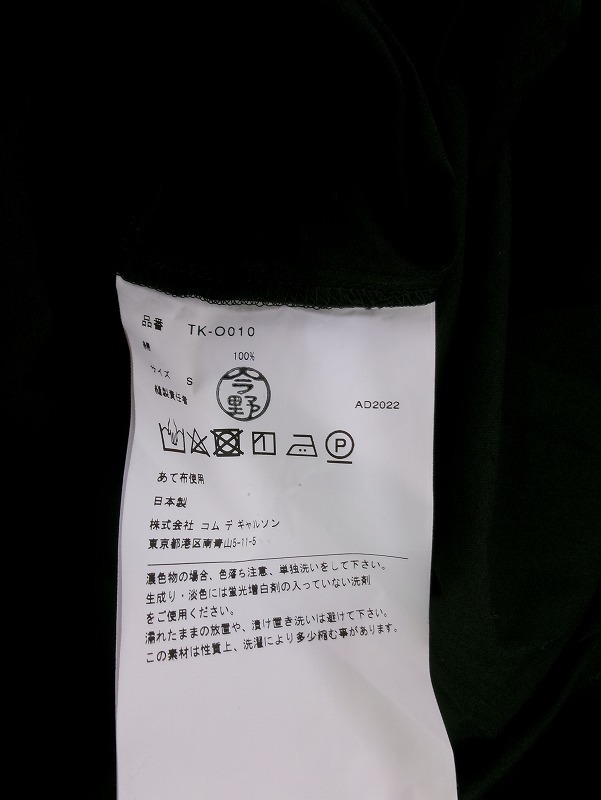 品番 TK-O010
綿 100%
サイズ S
縫製責任者 今野 AD2022
P
あて布使用
日本製
株式会社 コム デ ギャルソン
東京都港区南青山5-11-5
濃色物の場合、色落ち注意、単独洗いをして下さい。
生成り・淡色には蛍光増白剤の入っていない洗剤
をご使用ください。
濡れたままの放置や、漬け置き洗いは避けて下さい。
この素材は性質上、洗濯により多少縮む事があります。